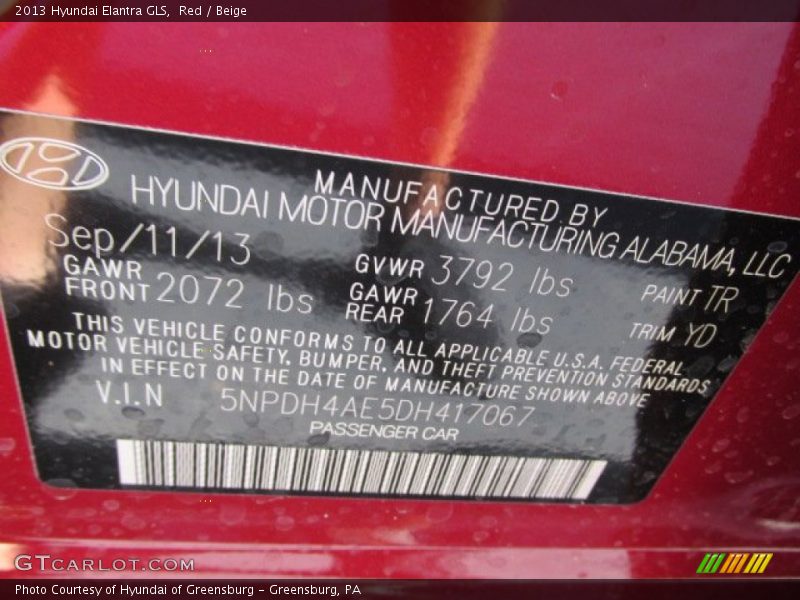 2013 Hyundai Elantra GLS, Red / Beige
MANUFACTURED BY
HYUNDAI MOTOR MANUFACTURING ALABAMA, LLC
Sep/11/13
GVWR 3792 lbs
PAINT TR
GAWR FRONT 2072 lbs
GAWR REAR 1764 lbs
TRIM YD
THIS VEHICLE CONFORMS TO ALL APPLICABLE U.S.A. FEDERAL
MOTOR VEHICLE SAFETY, BUMPER, AND THEFT PREVENTION STANDARDS
IN EFFECT ON THE DATE OF MANUFACTURE SHOWN ABOVE
V.I.N 5NPDH4AE5DH417067
PASSENGER CAR
GTCARLOT.COM
Photo Courtesy of Hyundai of Greensburg - Greensburg, PA